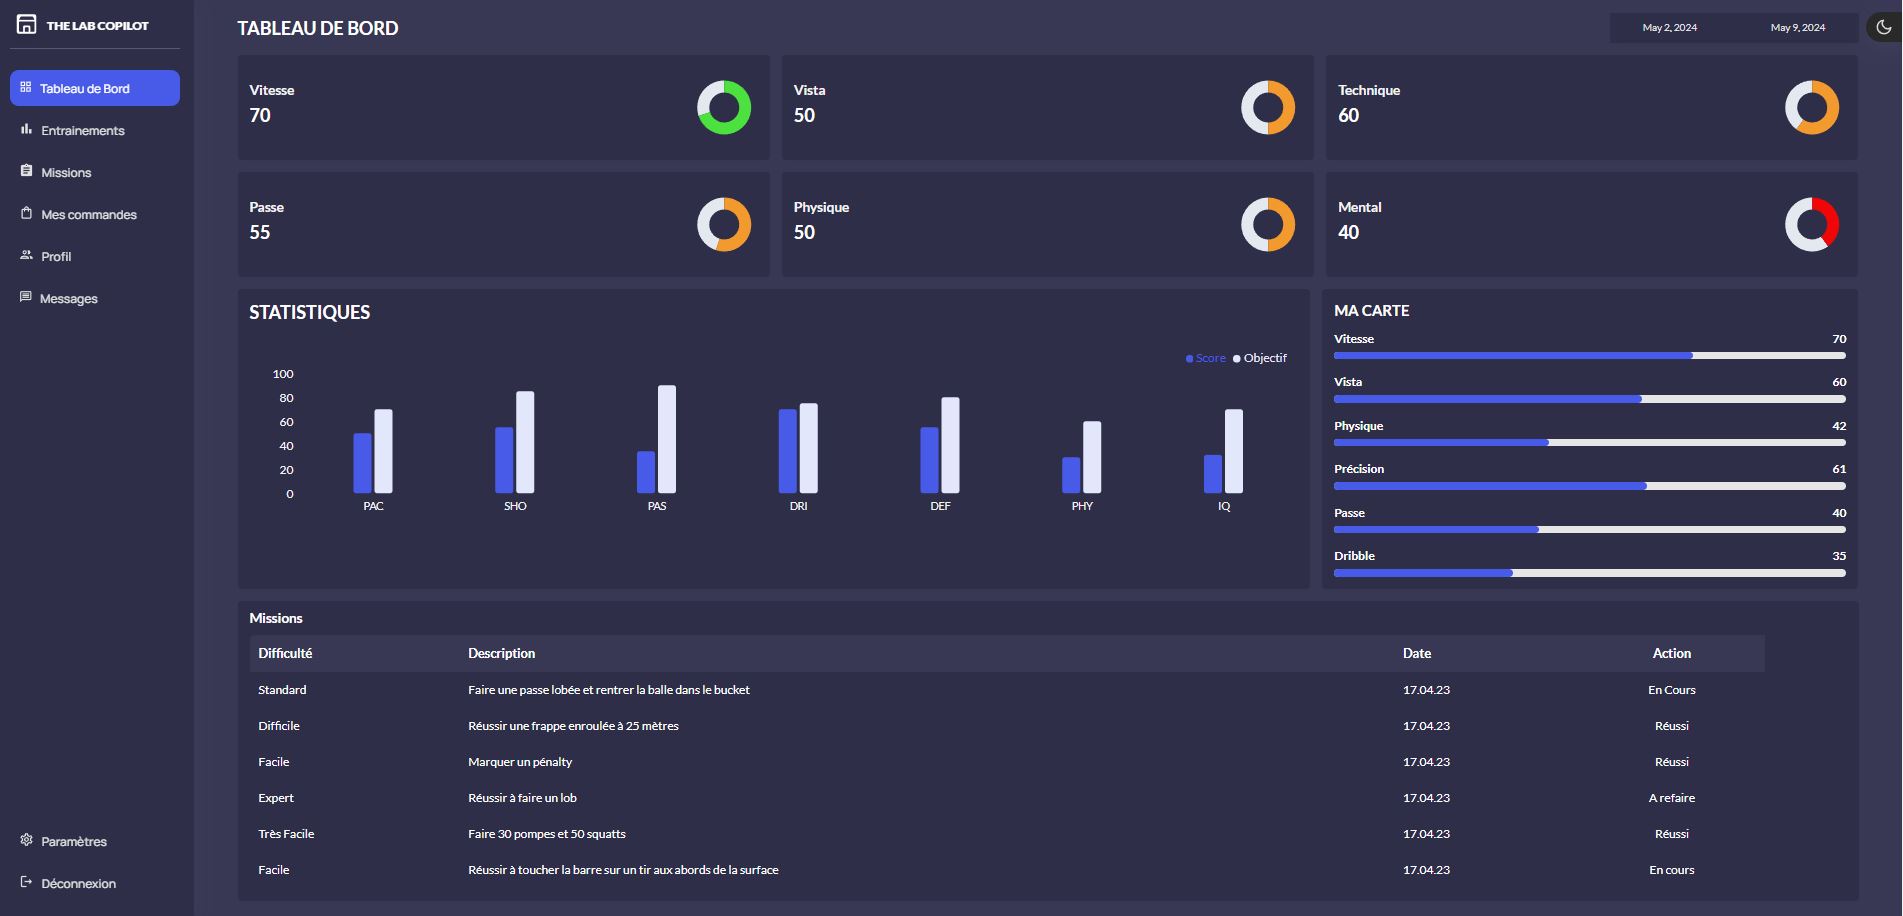 THE LAB COPILOT
Tableau de Bord
Entrainements
Missions
Mes commandes
Profil
Messages
Paramètres
Déconnexion
TABLEAU DE BORD
May 2, 2024 May 9, 2024
Vitesse
70
Vista
50
Technique
60
Passe
55
Physique
50
Mental
40
STATISTIQUES
Score Objectif
100
80
60
40
20
0
PAC SHO PAS DRI DEF PHY IQ
MA CARTE
Vitesse 70
Vista 60
Physique 42
Précision 61
Passe 40
Dribble 35
Missions
Difficulté Description Date Action
Standard Faire une passe lobée et rentrer la balle dans le bucket 17.04.23 En Cours
Difficile Réussir une frappe enroulée à 25 mètres 17.04.23 Réussi
Facile Marquer un pénalty 17.04.23 Réussi
Expert Réussir à faire un lob 17.04.23 A refaire
Très Facile Faire 30 pompes et 50 squatts 17.04.23 Réussi
Facile Réussir à toucher la barre sur un tir aux abords de la surface 17.04.23 En cours